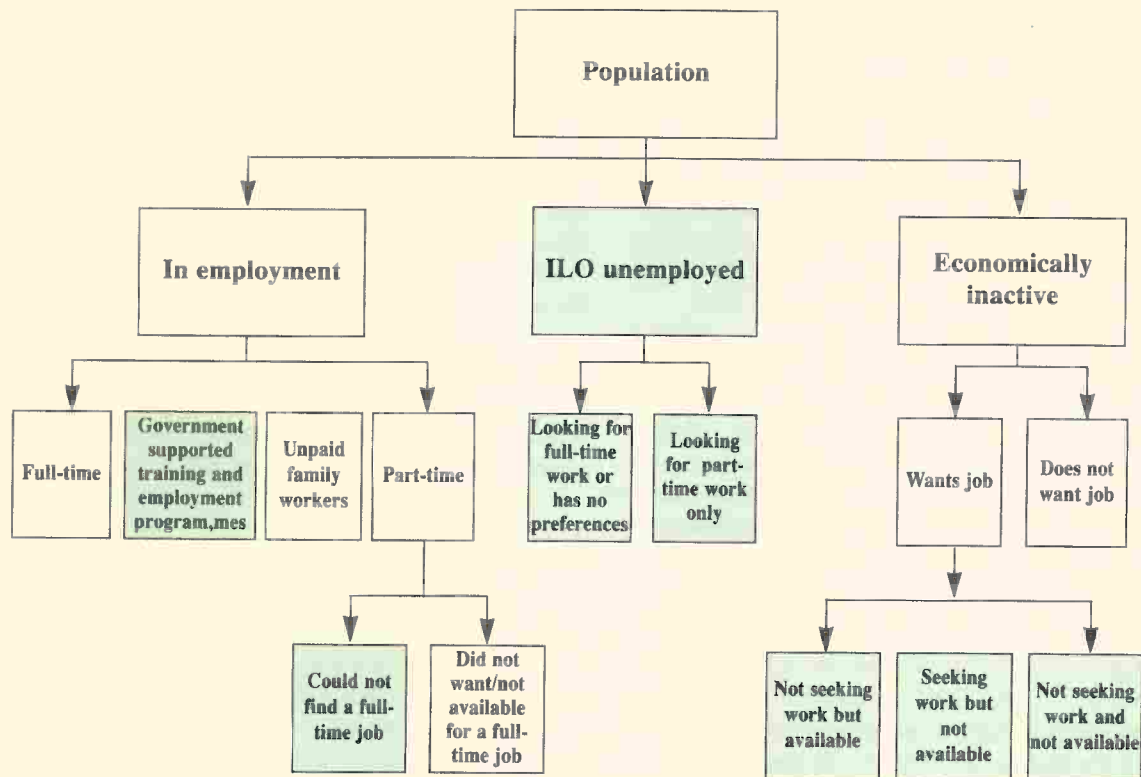 Population
In employment
ILO unemployed
Economically
inactive
Full-time
Government
supported
training and
employment
program,mes
Unpaid
family
workers
Part-time
Looking for
full-time
work or
has no
preferences
Looking
for part-
time work
only
Wants job
Does not
want job
Could not
find a full-
time job
Did not
want/not
available
for a full-
time job
Not seeking
work but
available
Seeking
work but
not
available
Not seeking
work and
not available